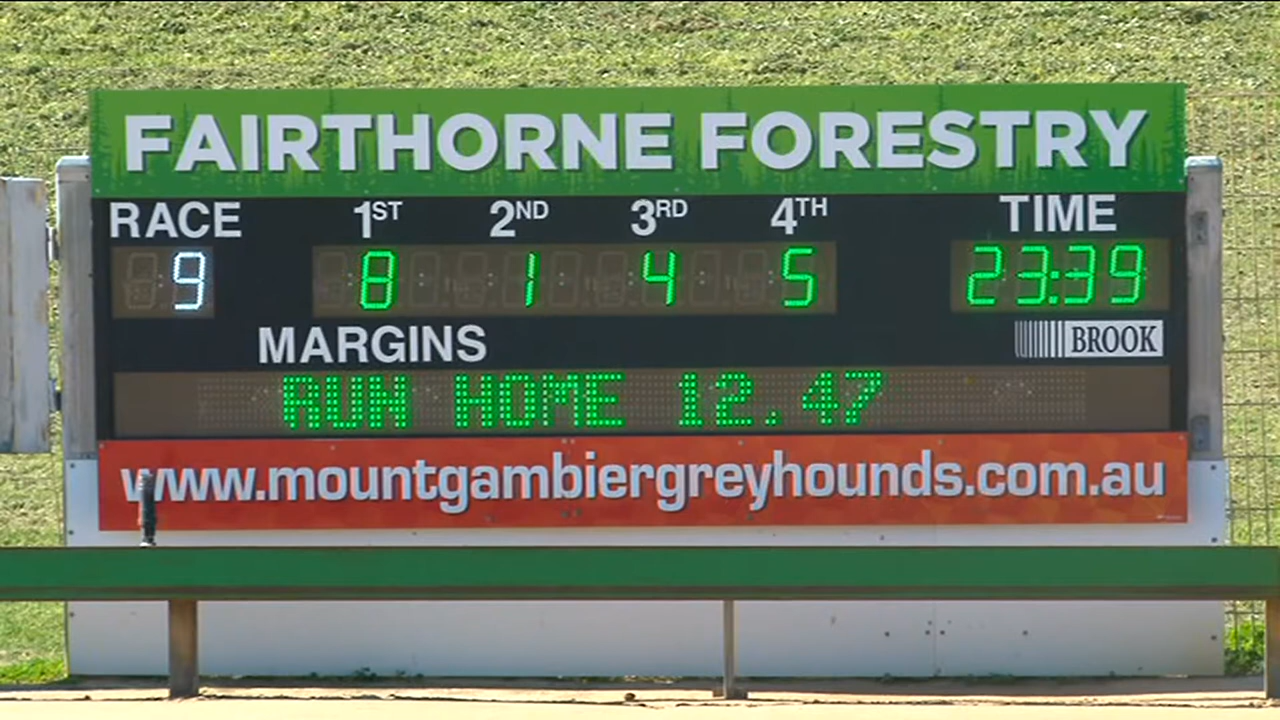 FAIRTHORNE FORESTRY
RACE 1ST 2ND 3RD 4TH TIME
9 8 1 4 5 23:39
MARGINS BROOK
RUN HOME 12.47
www.mountgambiergreyhounds.com.au